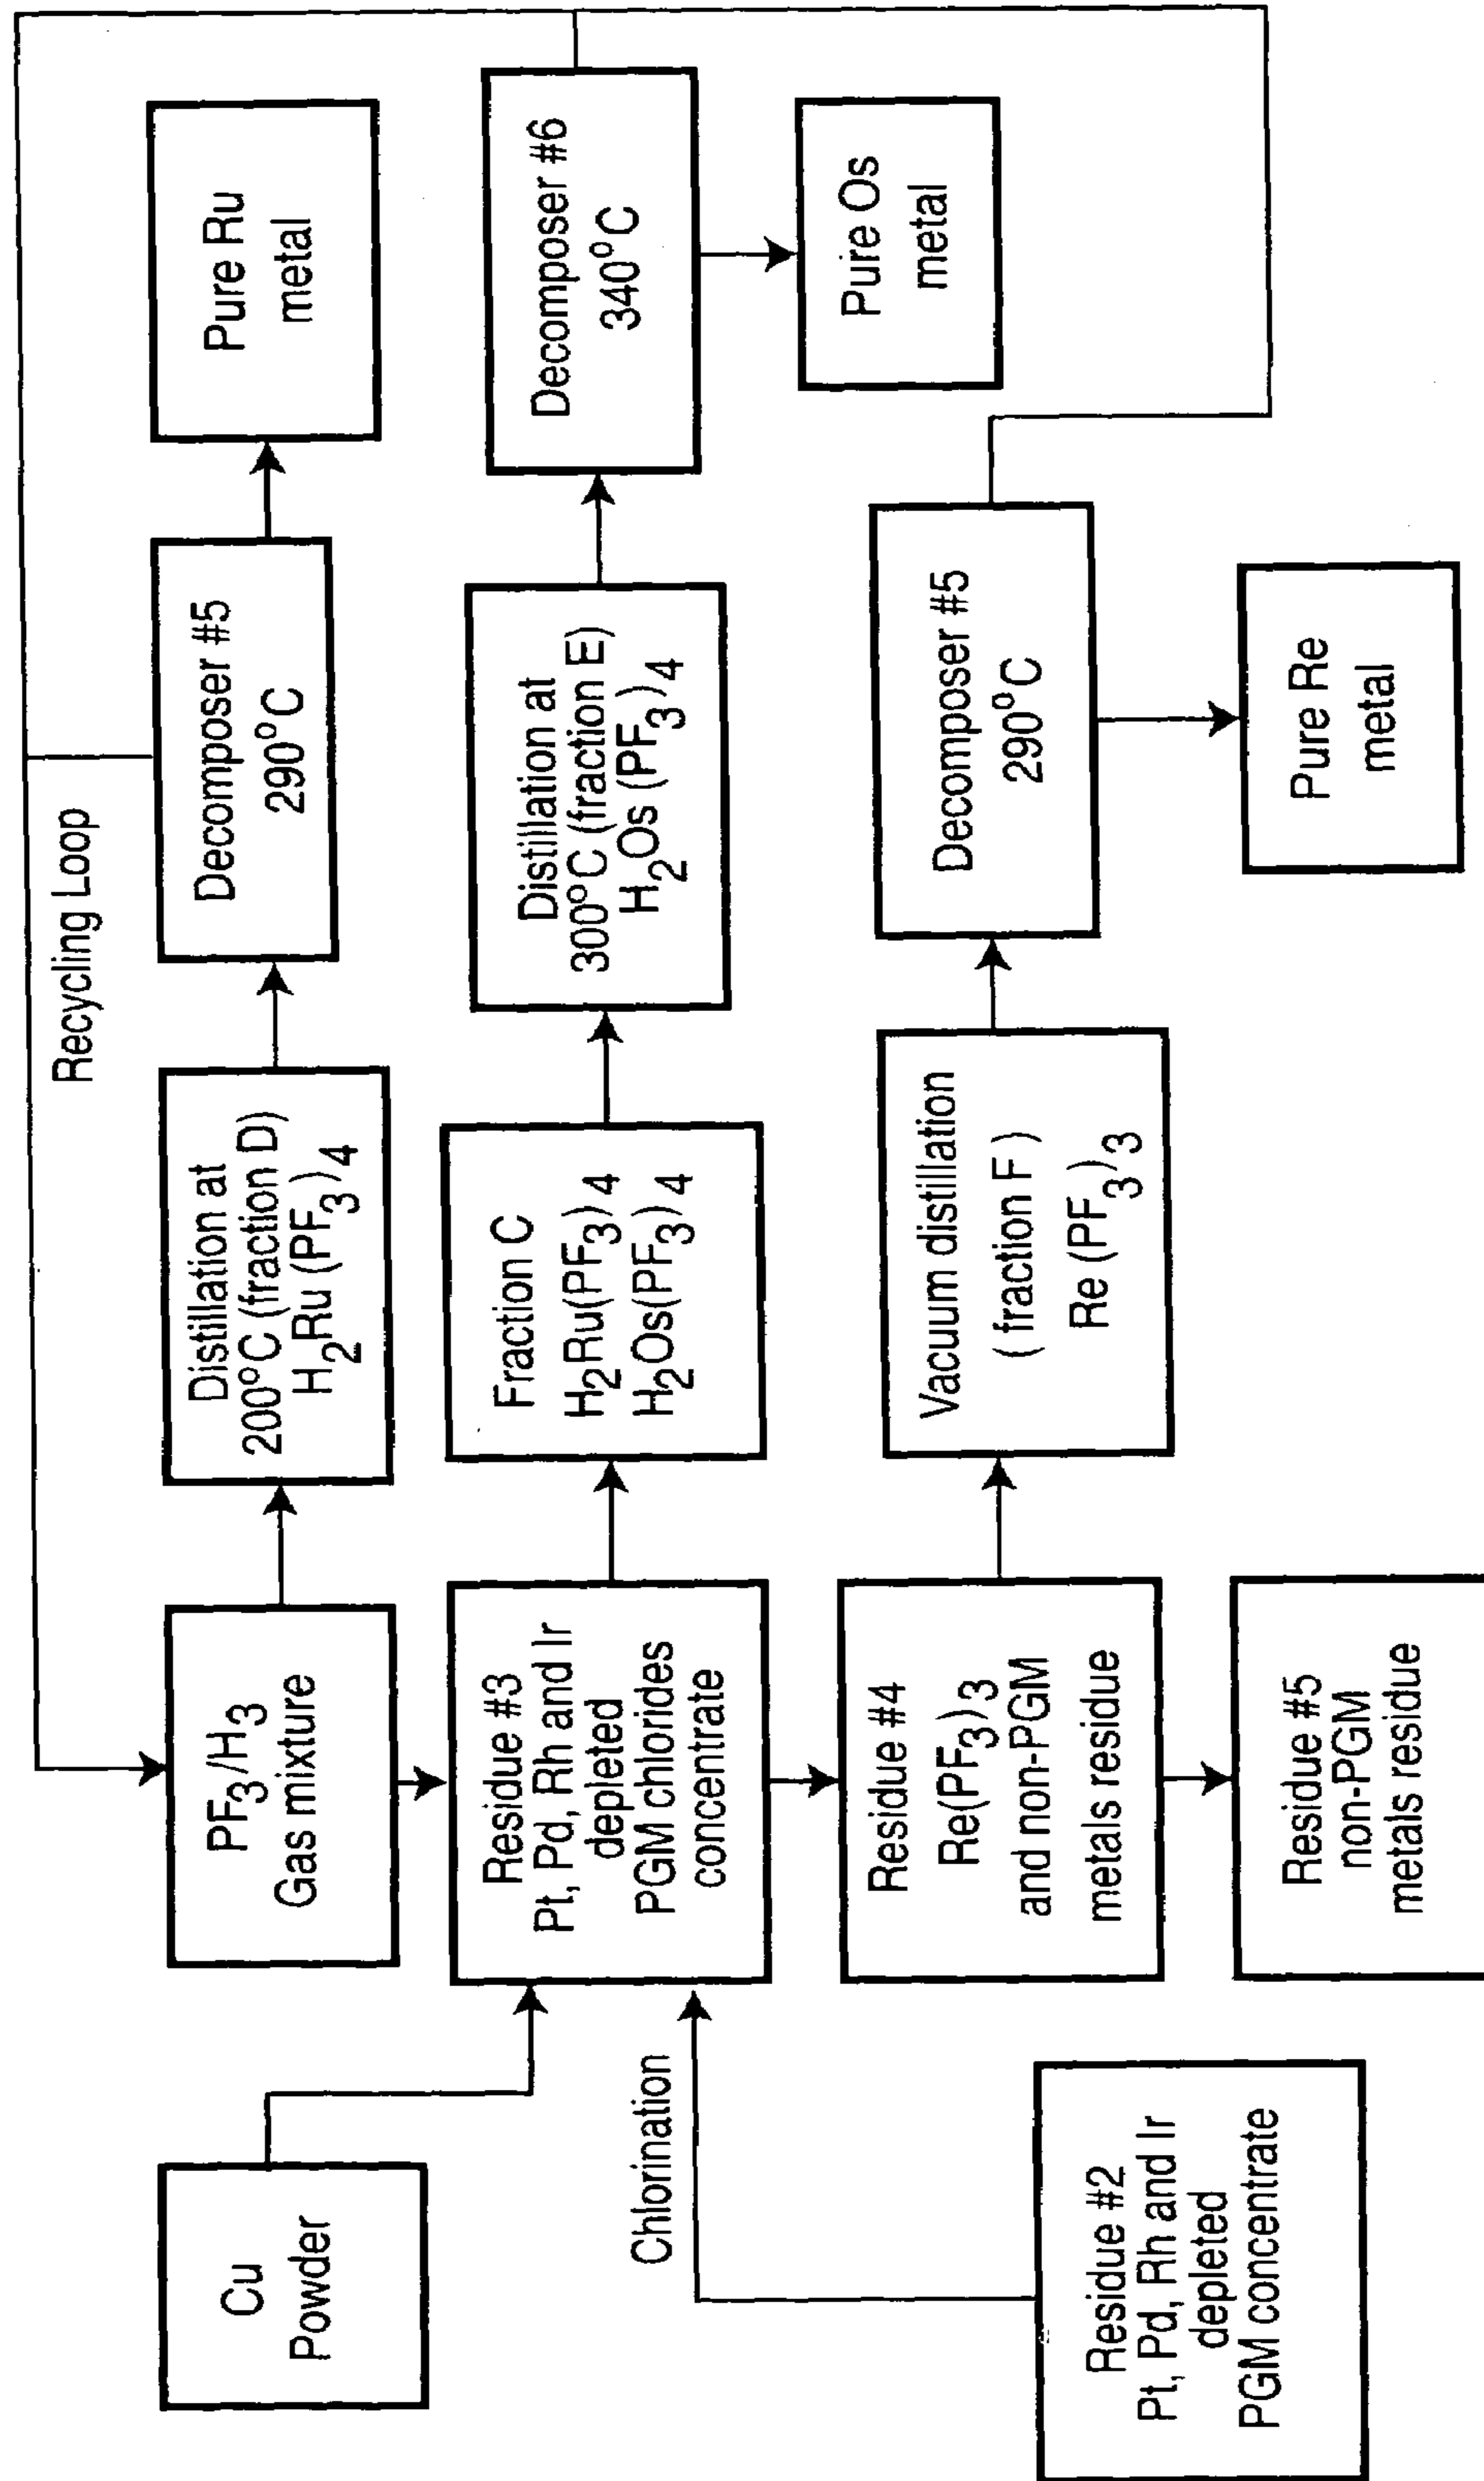 Recycling Loop
Cu
Powder
PF3/H3
Gas mixture
Distillation at
200°C (fraction D)
H2Ru (PF3)4
Decomposer #5
290°C
Pure Ru
metal
Chlorination
Residue #3
Pt, Pd, Rh and Ir
depleted
PGM chlorides
concentrate
Fraction C
H2Ru(PF3)4
H2Os(PF3)4
Distillation at
300°C (fraction E)
H2Os (PF3)4
Decomposer #6
340°C
Pure Os
metal
Residue #2
Pt, Pd, Rh and Ir
depleted
PGM concentrate
Residue #4
Re(PF3)3
and non-PGM
metals residue
Vacuum distillation
( fraction F )
Re (PF3)3
Decomposer #5
290°C
Pure Re
metal
Residue #5
non-PGM
metals residue